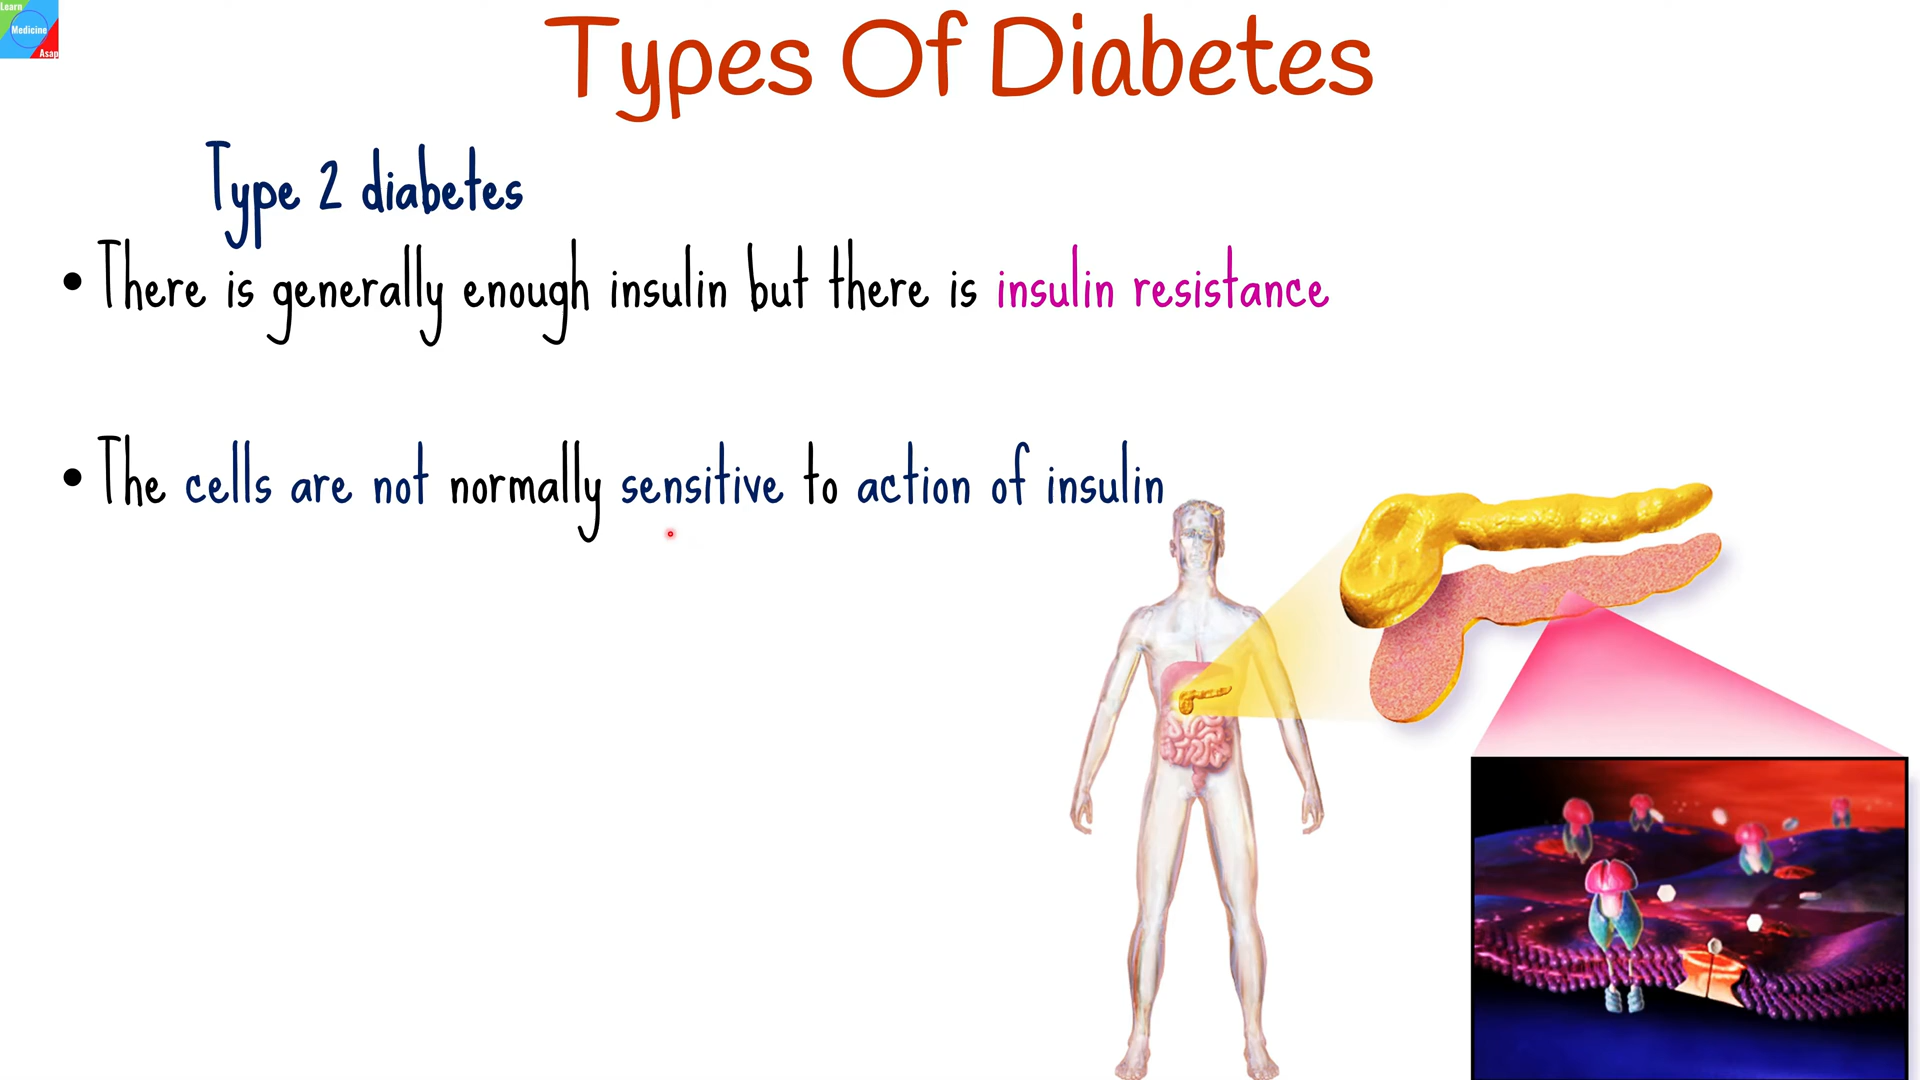 Learn
Medicine
Asap
Types Of Diabetes
Type 2 diabetes
• There is generally enough insulin but there is insulin resistance
• The cells are not normally sensitive to action of insulin